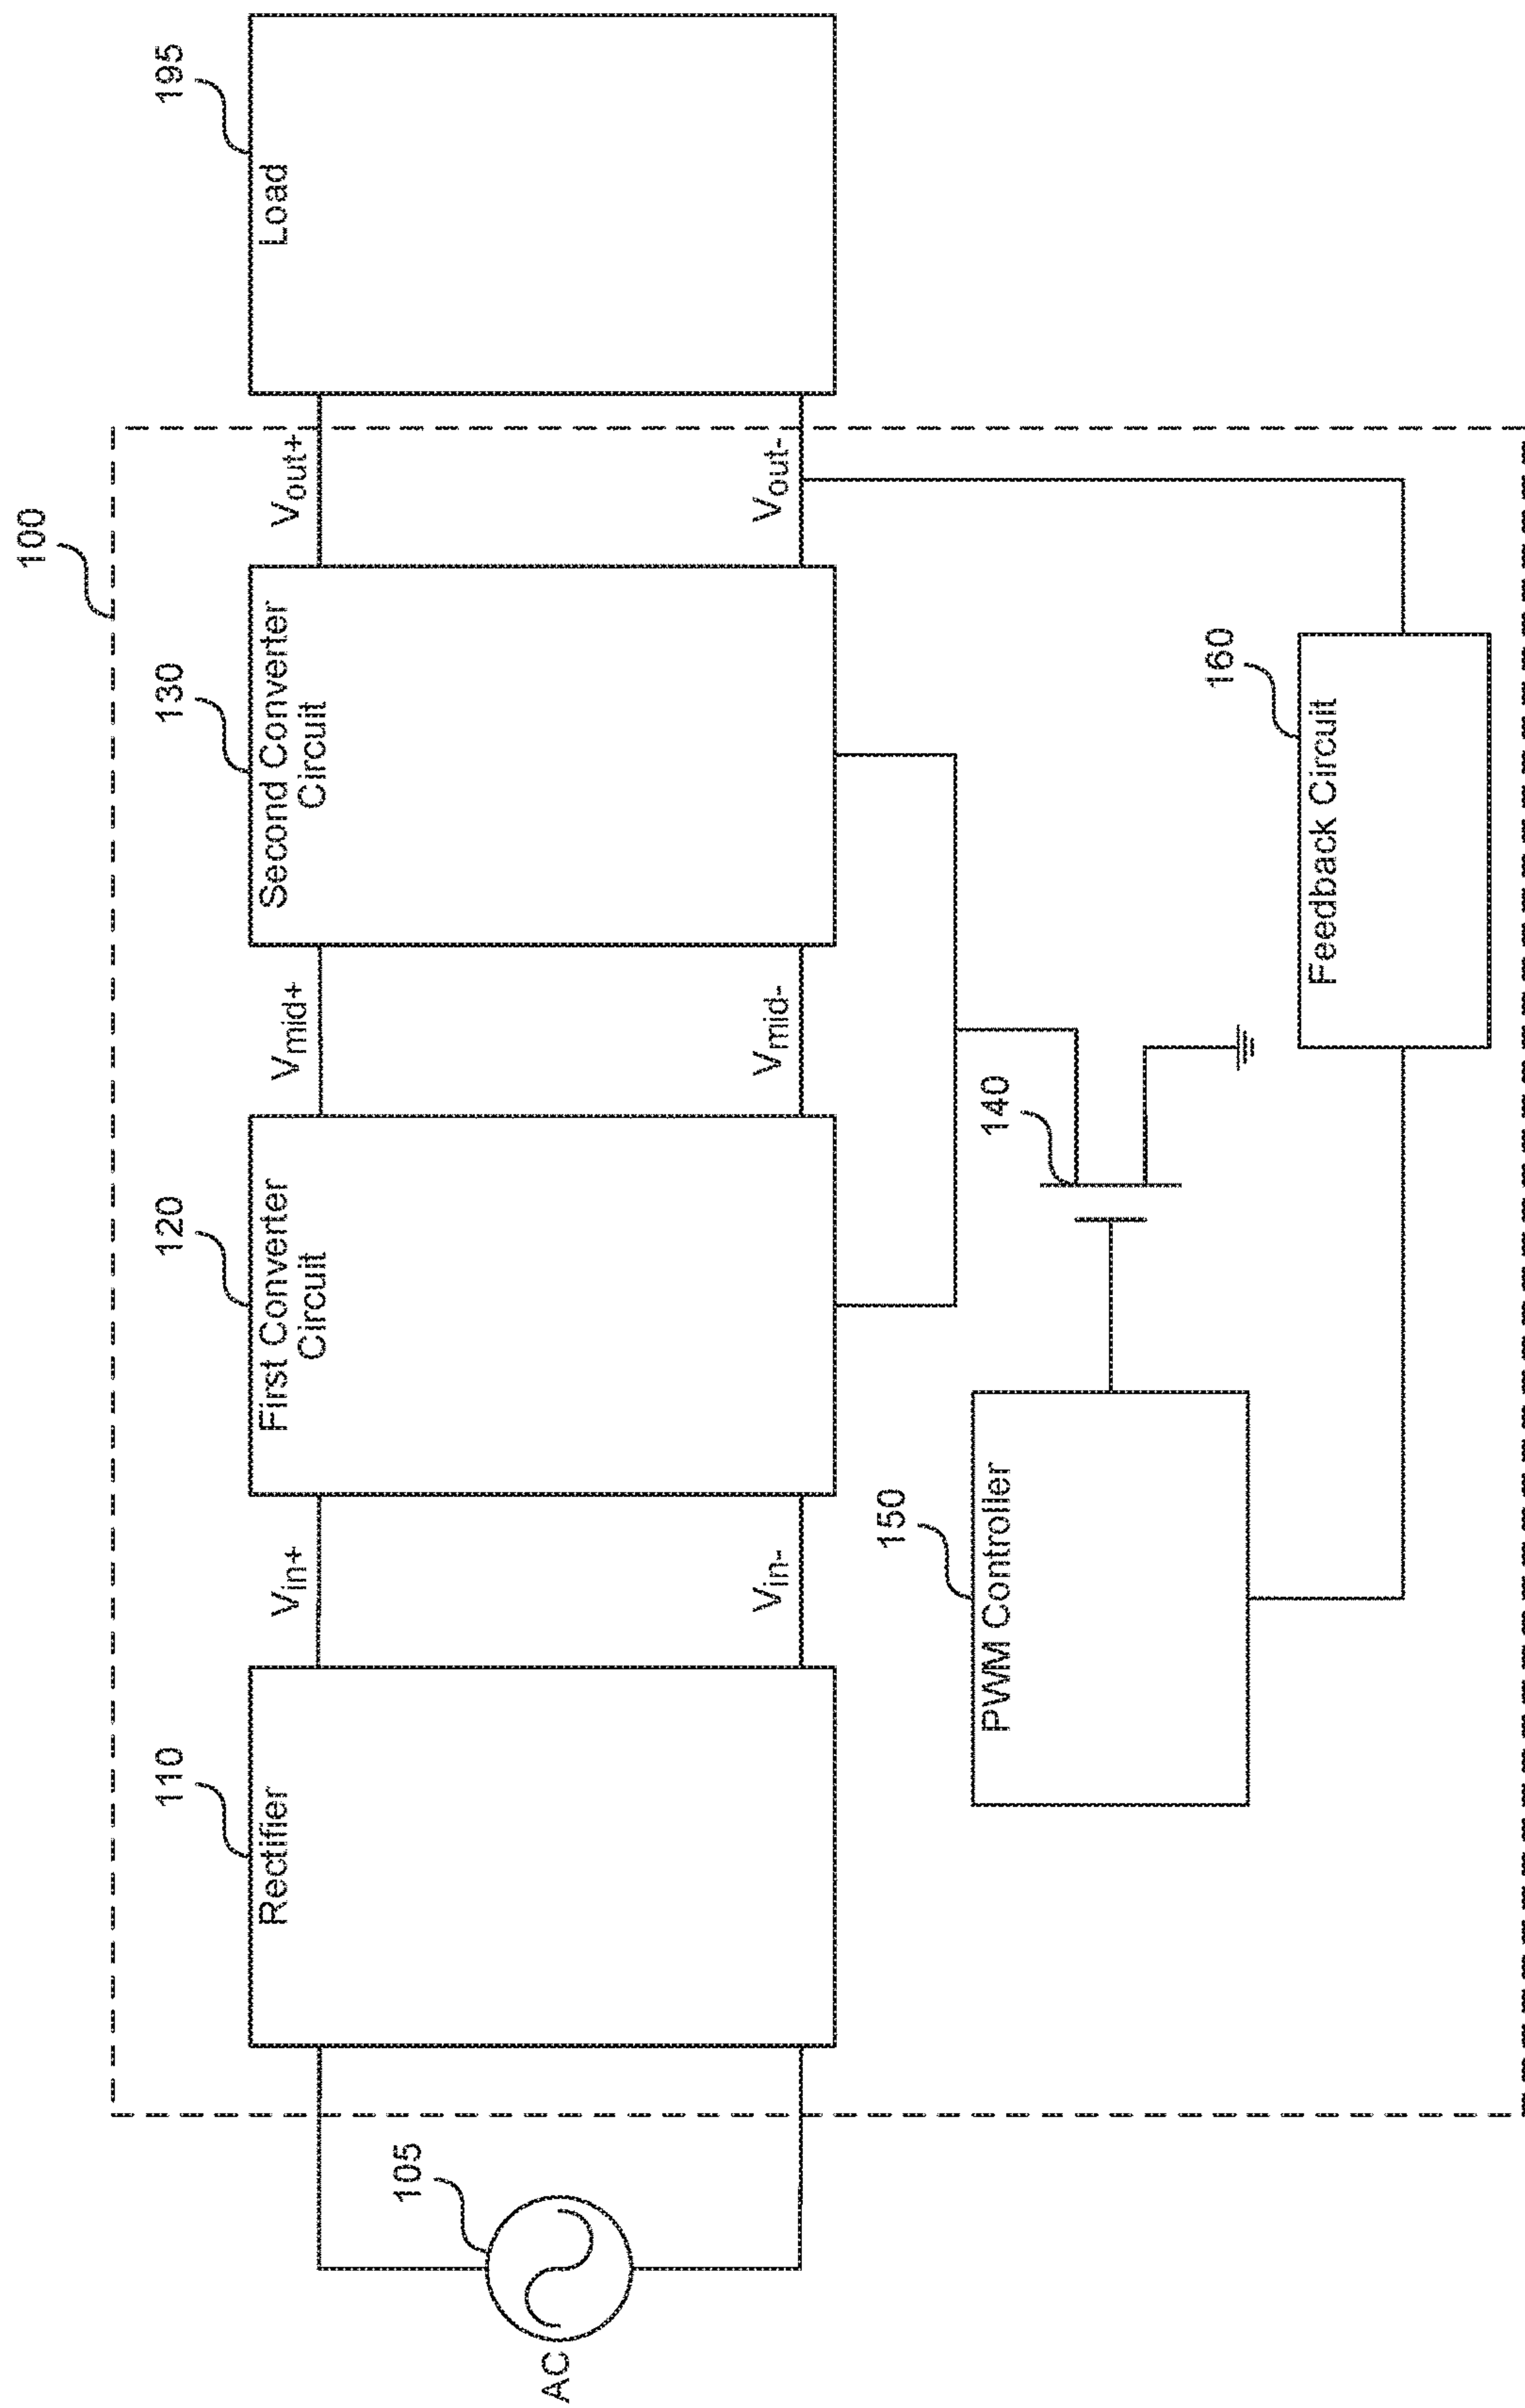 100
110
120
130
195
Rectifier
First Converter
Circuit
Second Converter
Circuit
Load
Vin+
Vmid+
Vout+
105
AC
Vin-
Vmid-
Vout-
150
140
PWM Controller
160
Feedback Circuit